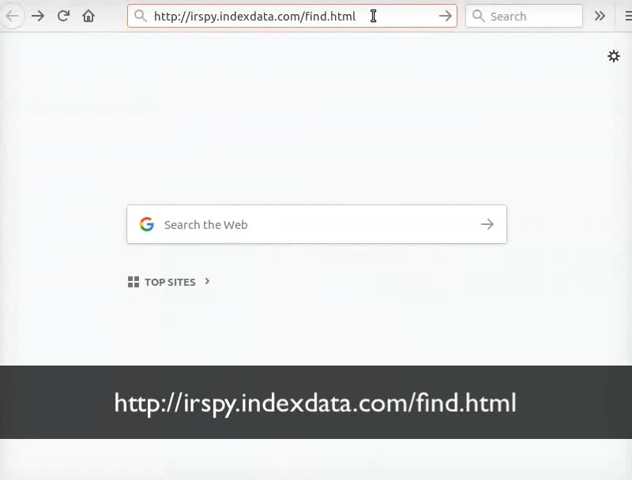 http://irspy.indexdata.com/find.html
Search
Search the Web
TOP SITES
http://irspy.indexdata.com/find.html